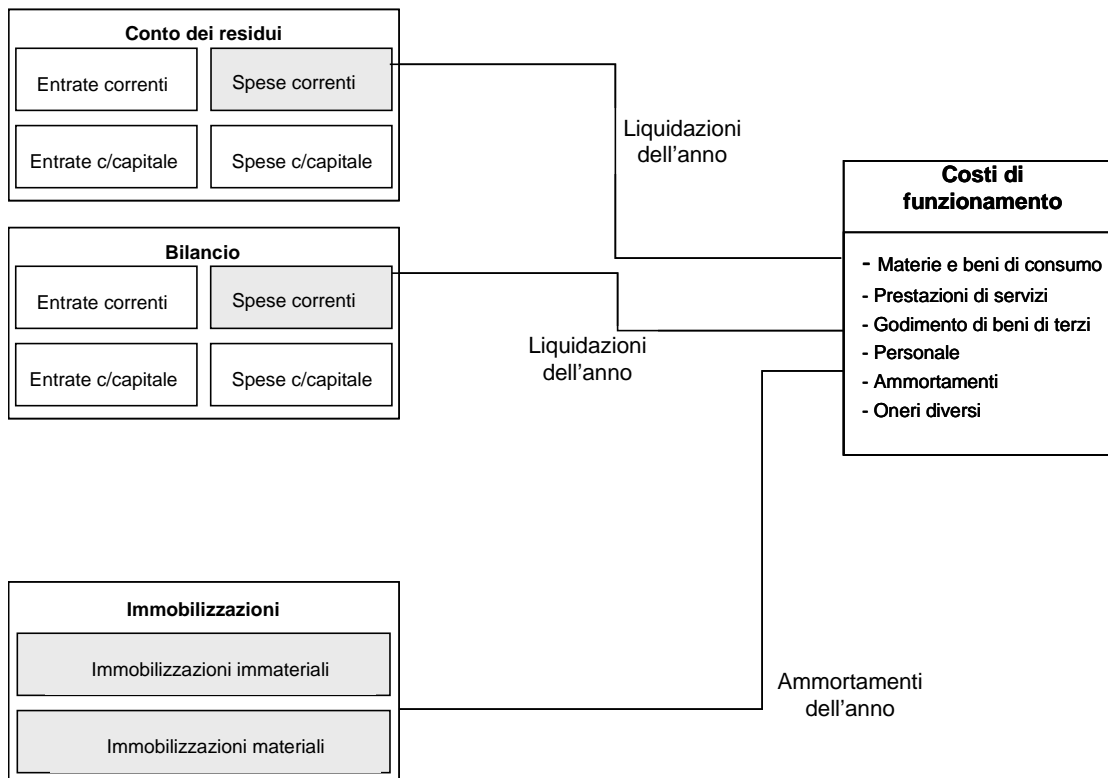 Conto dei residui
Entrate correnti
Spese correnti
Entrate c/capitale
Spese c/capitale
Liquidazioni
dell'anno
Bilancio
Entrate correnti
Spese correnti
Entrate c/capitale
Spese c/capitale
Liquidazioni
dell'anno
Costi di
funzionamento
- Materie e beni di consumo
- Prestazioni di servizi
- Godimento di beni di terzi
- Personale
- Ammortamenti
- Oneri diversi
Immobilizzazioni
Immobilizzazioni immateriali
Immobilizzazioni materiali
Ammortamenti
dell'anno